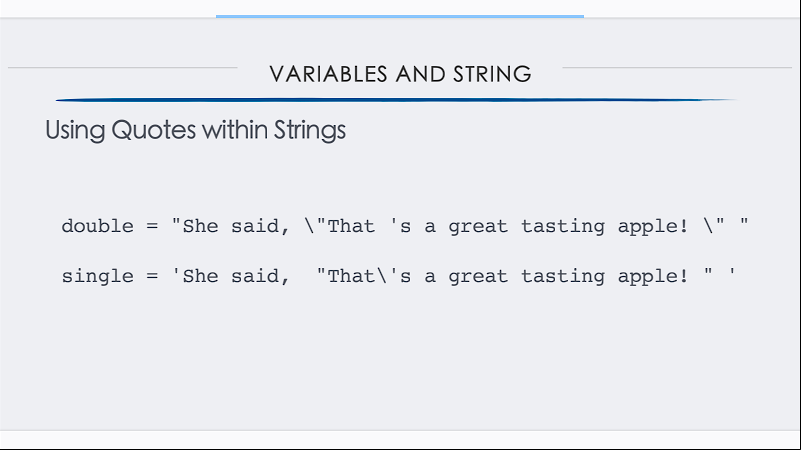 VARIABLES AND STRING
Using Quotes within Strings
double = "She said, \"That 's a great tasting apple! \" "
single = 'She said,  "That\'s a great tasting apple! " '